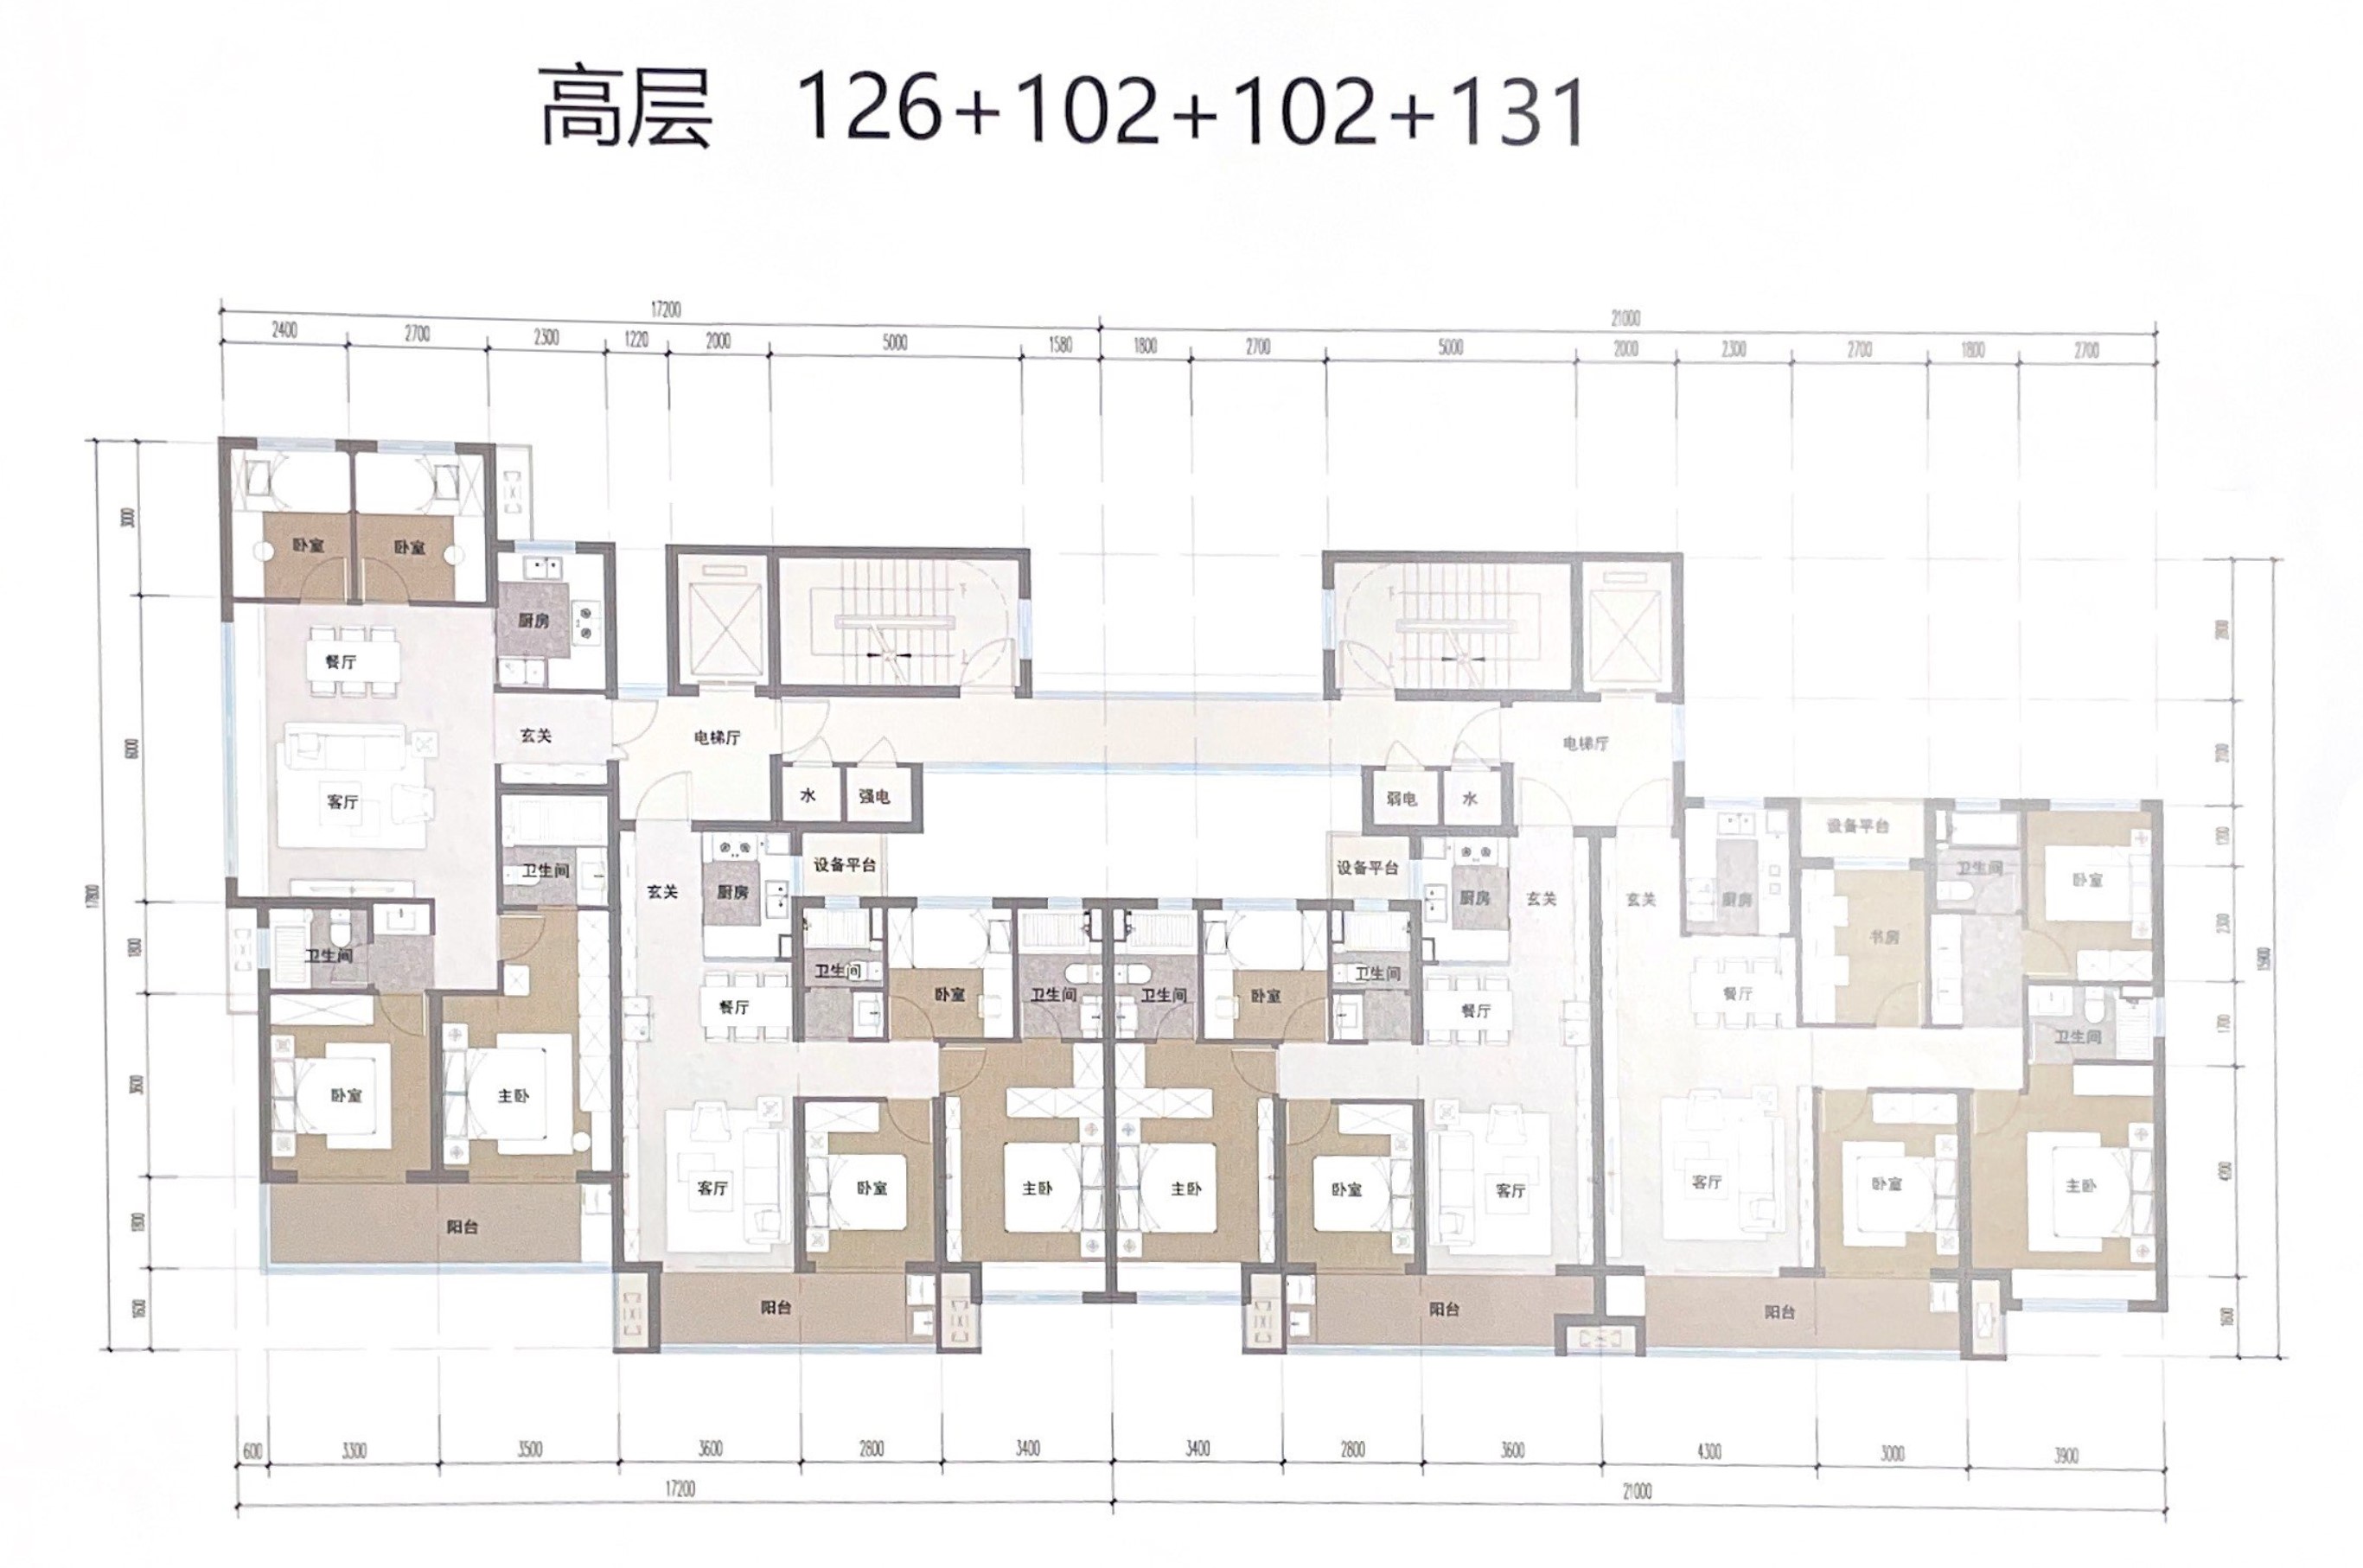 高层 126+102+102+131
17200
21000
2400 2700 2300 1220 2000 5000 1580 1800 2700 5000 2000 2300 2700 1800 2700
3000
卧室 卧室
厨房
餐厅
6000
玄关 电梯厅 电梯厅
客厅 水 强电 弱电 水
设备平台
卫生间 设备平台 设备平台 卫生间 卧室
玄关 厨房 厨房 玄关 玄关 厨房
17800
1800
卫生间 卫生间 卧室 卫生间 卫生间 卧室 卫生间 书房
餐厅 餐厅 餐厅
卫生间
3600
卧室 主卧
客厅 卧室 主卧 主卧 卧室 客厅 客厅 卧室 主卧
1800
阳台
1600
阳台 阳台 阳台
2800
1200
2300
1700
4200
1600
15900
600 3300 3500 3600 2800 3400 3400 2800 3600 4300 3000 3900
17200 21000